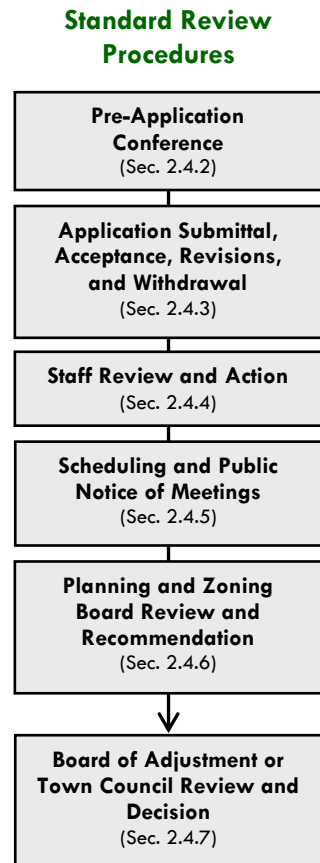 Standard Review
Procedures
Pre-Application
Conference
(Sec. 2.4.2)
Application Submittal,
Acceptance, Revisions,
and Withdrawal
(Sec. 2.4.3)
Staff Review and Action
(Sec. 2.4.4)
Scheduling and Public
Notice of Meetings
(Sec. 2.4.5)
Planning and Zoning
Board Review and
Recommendation
(Sec. 2.4.6)
Board of Adjustment or
Town Council Review and
Decision
(Sec. 2.4.7)